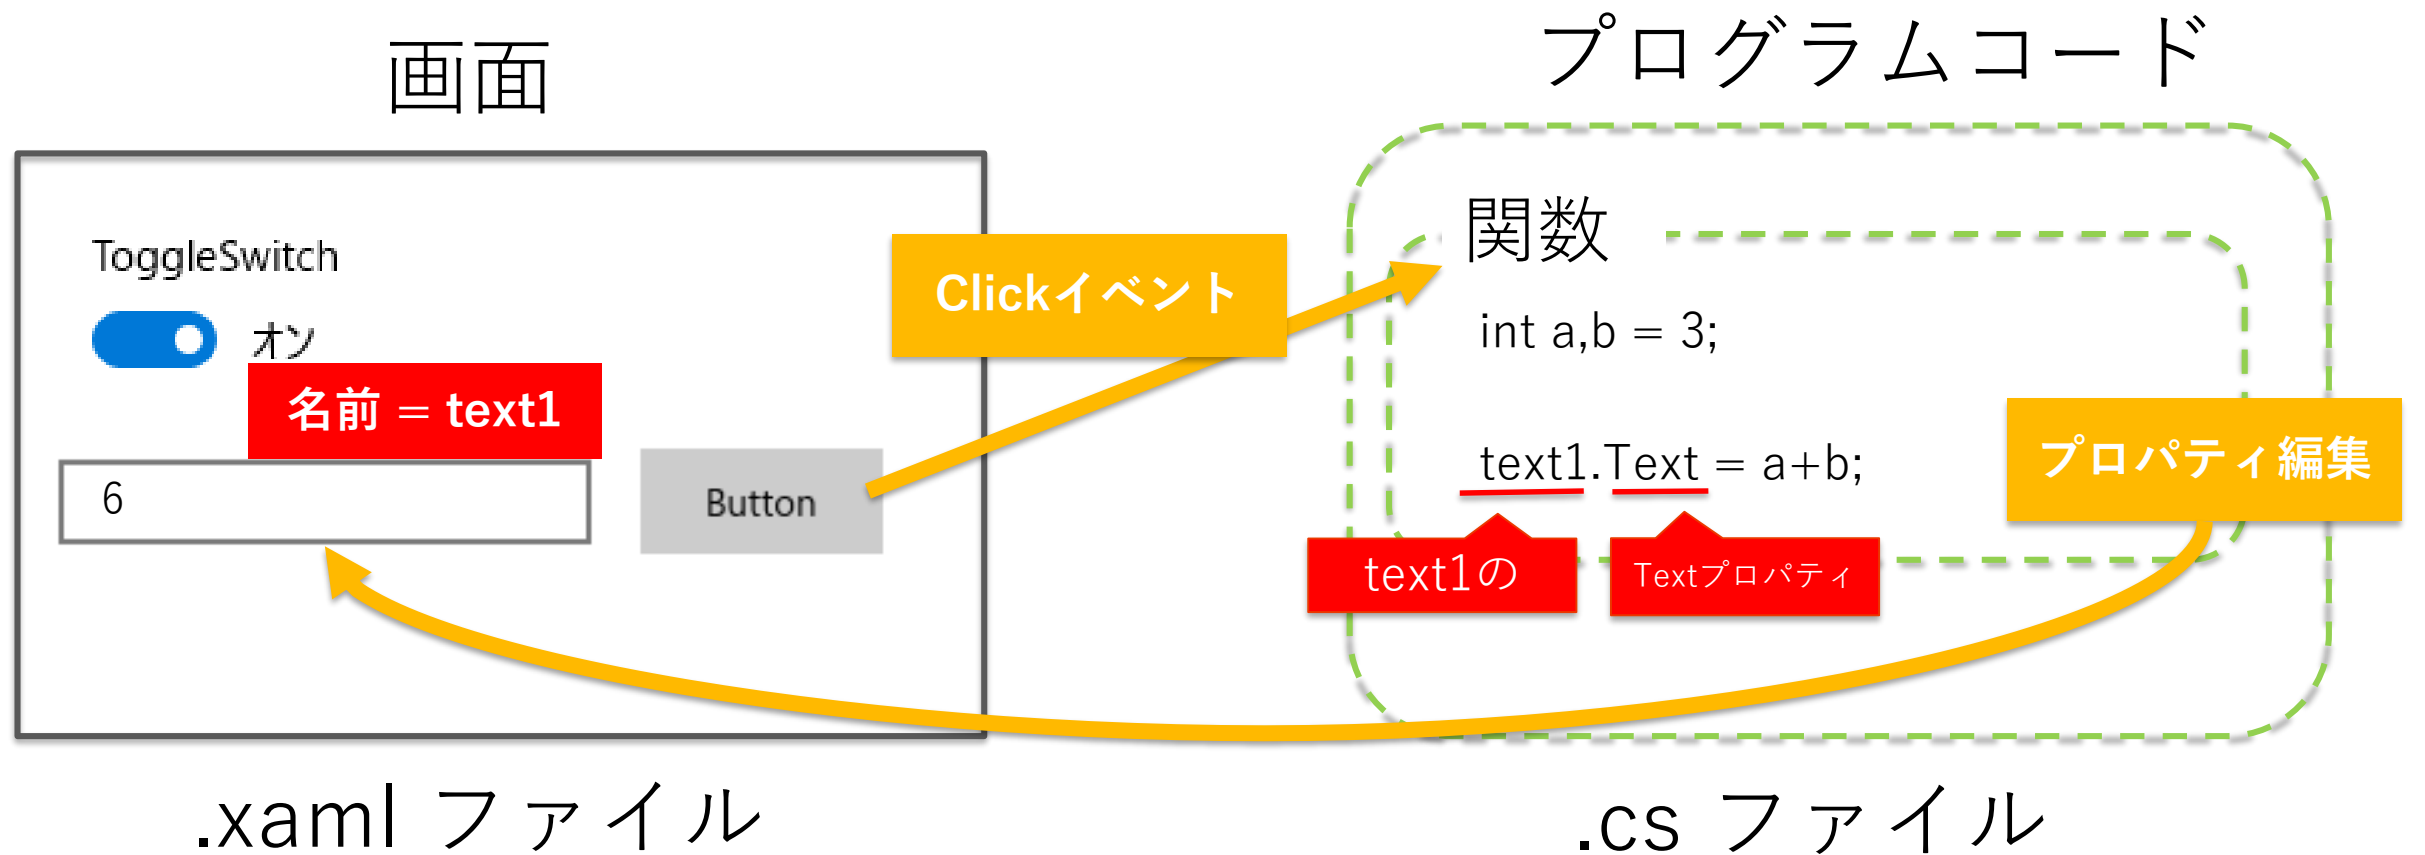 画面
プログラムコード
ToggleSwitch
オン
名前 = text1
6
Button
Clickイベント
関数
int a,b = 3;
text1.Text = a+b;
プロパティ編集
text1の
Textプロパティ
.xaml ファイル
.cs ファイル